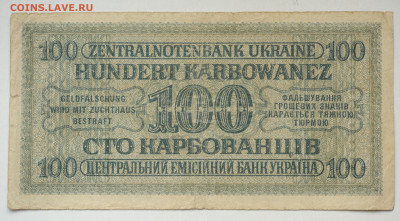 COINS.LAVE.RU
100 ZENTRALNOTENBANK UKRAINE 100
HUNDERT KARBOWANEZ
GELDFÄLSCHUNG
WIRD MIT ZUCHTHAUS
BESTRAFT
100
ФАЛЬШУВАННЯ
ГРОШЕВИХ ЗНАКІВ
КАРАЄТЬСЯ ТЯЖКОЮ
ТЮРМОЮ
СТО КАРБОВАНЦІВ
100 ЦЕНТРАЛЬНИЙ ЕМІСІЙНИЙ БАНК УКРАЇНА 100